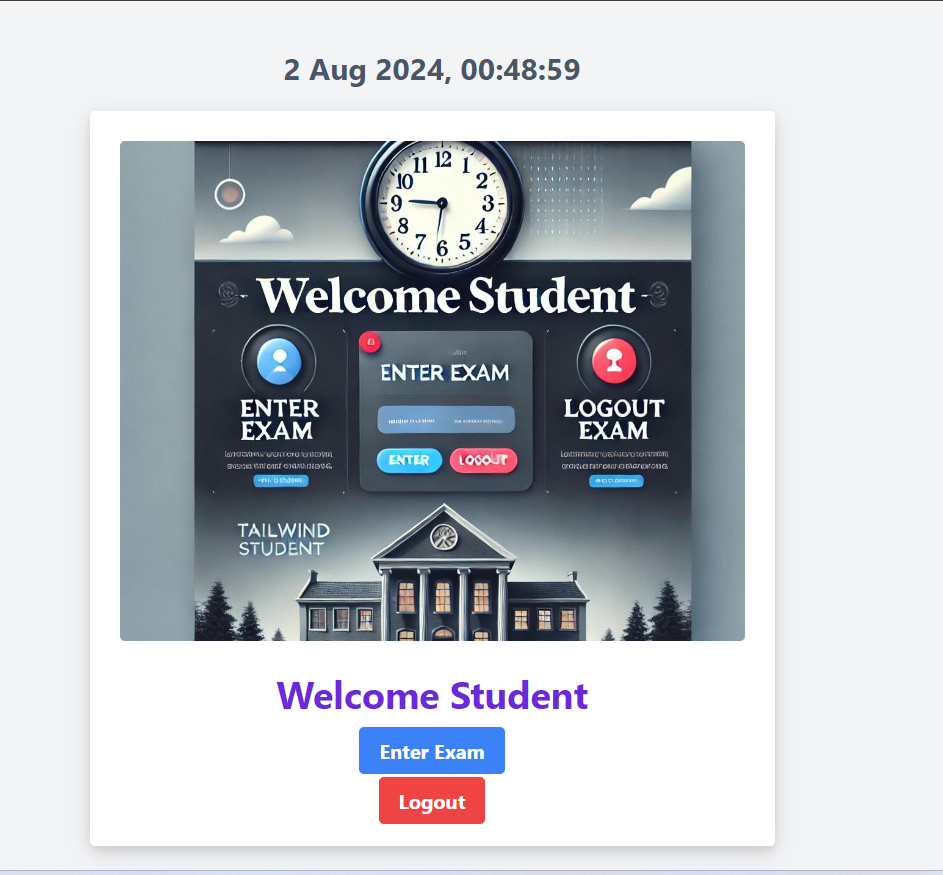 2 Aug 2024, 00:48:59
11 12 1
10 2
9 3
8 4
7 6 5
Welcome Student
ENTER EXAM
ENTER
EXAM
LOGOUT
EXAM
ENTER LOGOUT
TAILWIND
STUDENT
Welcome Student
Enter Exam
Logout